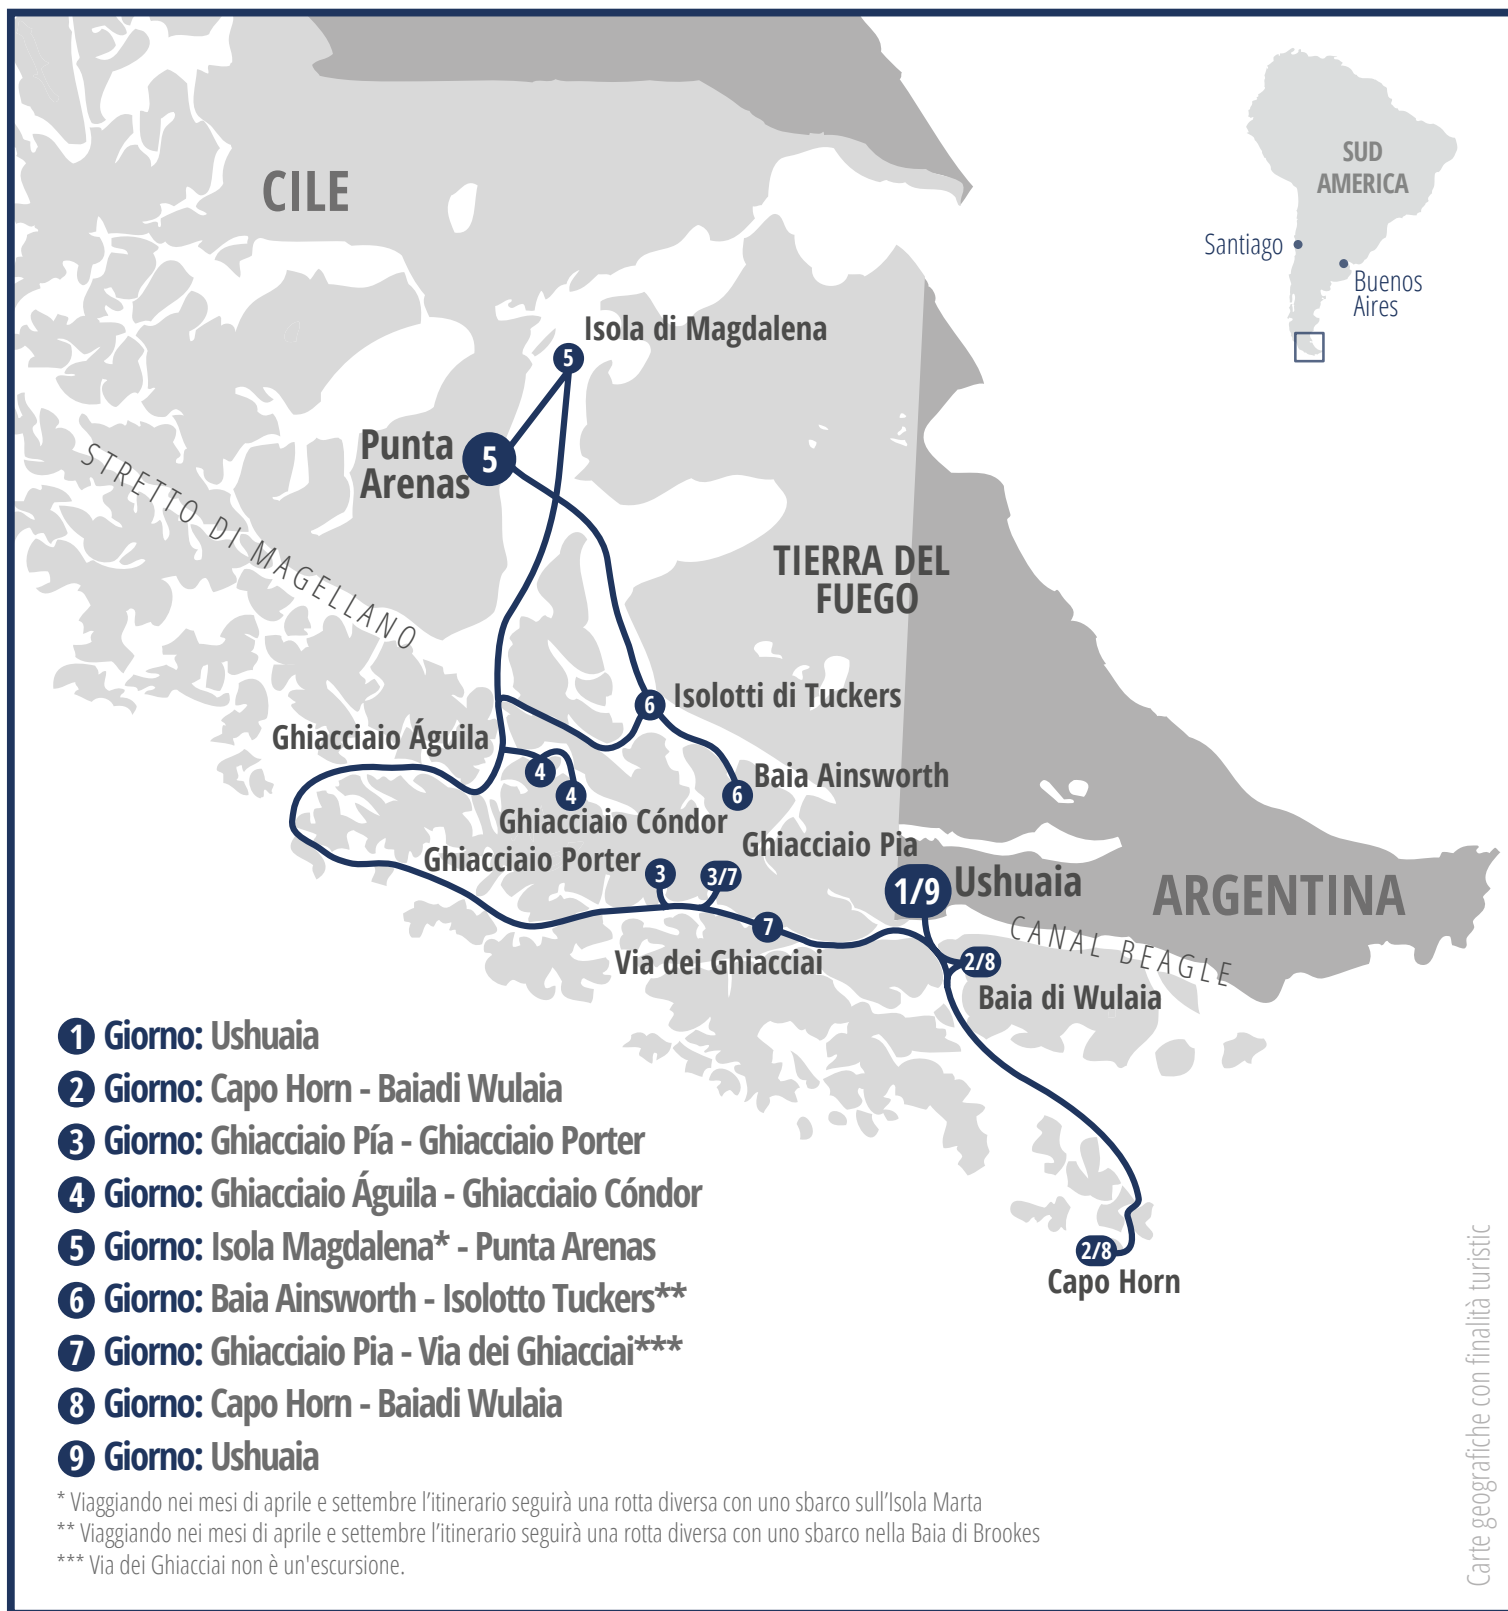 CILE
SUD
AMERICA
Santiago
Buenos
Aires
Isola di Magdalena
5
Punta
Arenas
5
STRETTO DI MAGELLANO
TIERRA DEL
FUEGO
6
Isolotti di Tuckers
Ghiacciaio Águila
4
4
Ghiacciaio Cóndor
Baia Ainsworth
6
Ghiacciaio Porter
3
Ghiacciaio Pia
3/7
1/9
Ushuaia
ARGENTINA
CANAL BEAGLE
7
Via dei Ghiacciai
2/8
Baia di Wulaia
2/8
Capo Horn
1 Giorno: Ushuaia
2 Giorno: Capo Horn - Baiadi Wulaia
3 Giorno: Ghiacciaio Pía - Ghiacciaio Porter
4 Giorno: Ghiacciaio Águila - Ghiacciaio Cóndor
5 Giorno: Isola Magdalena* - Punta Arenas
6 Giorno: Baia Ainsworth - Isolotto Tuckers**
7 Giorno: Ghiacciaio Pia - Via dei Ghiacciai***
8 Giorno: Capo Horn - Baiadi Wulaia
9 Giorno: Ushuaia
* Viaggiando nei mesi di aprile e settembre l’itinerario seguirà una rotta diversa con uno sbarco sull’Isola Marta
** Viaggiando nei mesi di aprile e settembre l’itinerario seguirà una rotta diversa con uno sbarco nella Baia di Brookes
*** Via dei Ghiacciai non è un'escursione.
Carte geografiche con finalità turistic